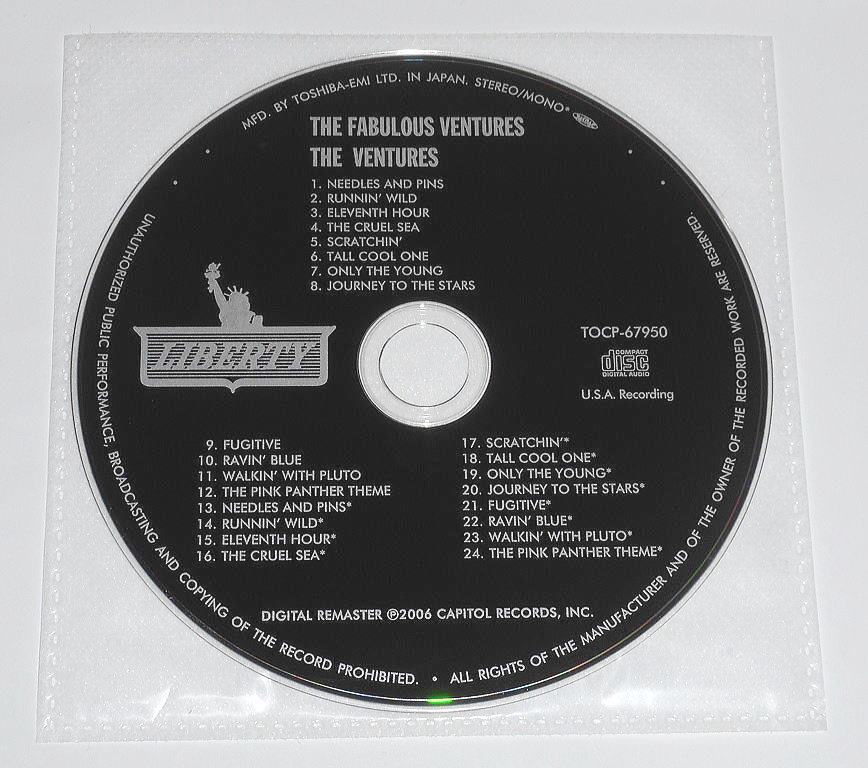 MFD. BY TOSHIBA-EMI LTD. IN JAPAN. STEREO/MONO*
THE FABULOUS VENTURES
THE VENTURES
1. NEEDLES AND PINS
2. RUNNIN' WILD
3. ELEVENTH HOUR
4. THE CRUEL SEA
5. SCRATCHIN'
6. TALL COOL ONE
7. ONLY THE YOUNG
8. JOURNEY TO THE STARS
LIBERTY
TOCP-67950
COMPACT
disc
DIGITAL AUDIO
U.S.A. Recording
9. FUGITIVE
10. RAVIN' BLUE
11. WALKIN' WITH PLUTO
12. THE PINK PANTHER THEME
13. NEEDLES AND PINS*
14. RUNNIN' WILD*
15. ELEVENTH HOUR*
16. THE CRUEL SEA*
17. SCRATCHIN'*
18. TALL COOL ONE*
19. ONLY THE YOUNG*
20. JOURNEY TO THE STARS*
21. FUGITIVE*
22. RAVIN' BLUE*
23. WALKIN' WITH PLUTO*
24. THE PINK PANTHER THEME*
DIGITAL REMASTER ℗2006 CAPITOL RECORDS, INC.
UNAUTHORIZED PUBLIC PERFORMANCE, BROADCASTING AND COPYING OF THE RECORD PROHIBITED. • ALL RIGHTS OF THE MANUFACTURER AND OF THE OWNER OF THE RECORDED WORK ARE RESERVED.